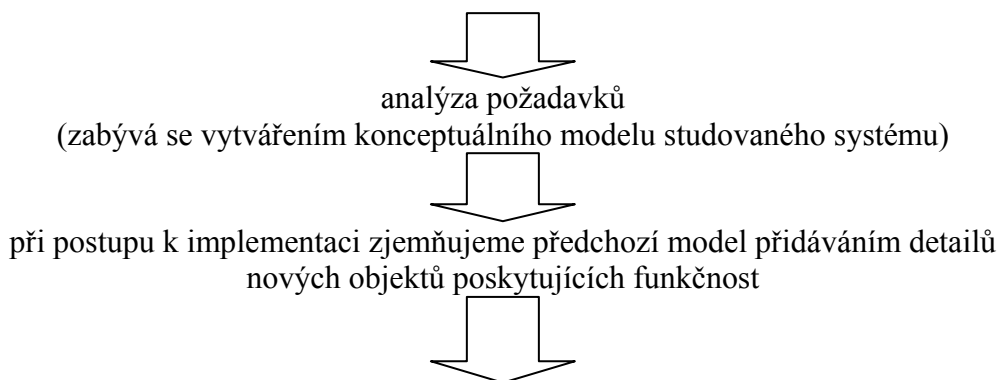 analýza požadavků
(zabývá se vytvářením konceptuálního modelu studovaného systému)
při postupu k implementaci zjemňujeme předchozí model přidáváním detailů
nových objektů poskytujících funkčnost